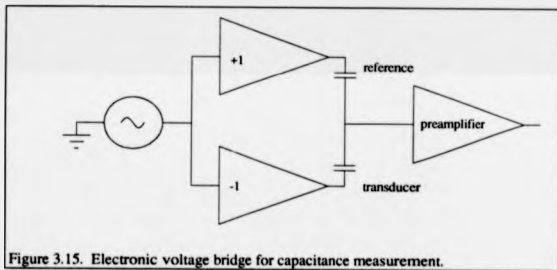 +1
reference
preamplifier
-1
transducer
Figure 3.15. Electronic voltage bridge for capacitance measurement.